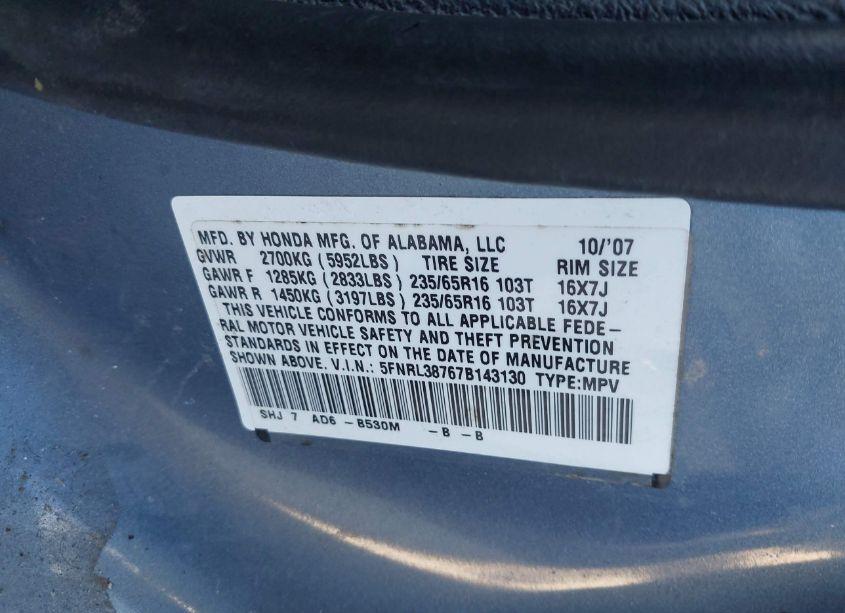 MFD. BY HONDA MFG. OF ALABAMA, LLC 10/'07
GVWR 2700KG (5952LBS) TIRE SIZE RIM SIZE
GAWR F 1285KG (2833LBS) 235/65R16 103T 16X7J
GAWR R 1450KG (3197LBS) 235/65R16 103T 16X7J
THIS VEHICLE CONFORMS TO ALL APPLICABLE FEDE-
RAL MOTOR VEHICLE SAFETY AND THEFT PREVENTION
STANDARDS IN EFFECT ON THE DATE OF MANUFACTURE
SHOWN ABOVE. V.I.N.: 5FNRL38767B143130 TYPE:MPV
SHJ 7 AD6 -B530M -B -B